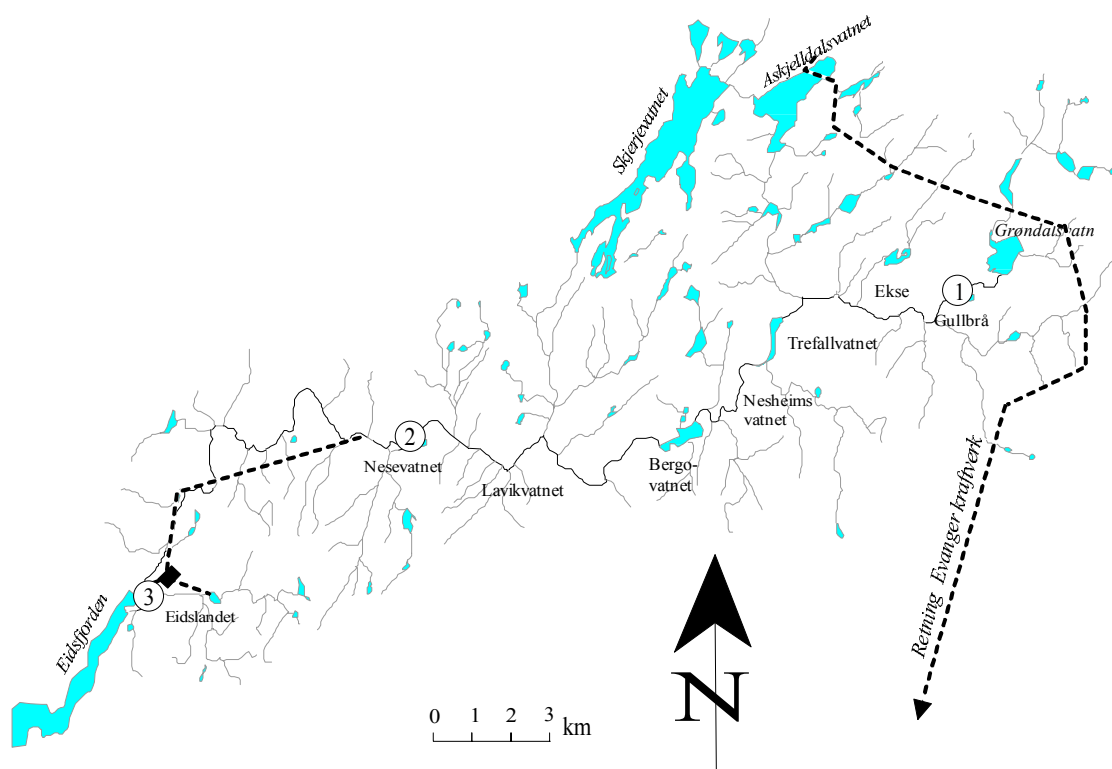 Askjelldalsvatnet
Skjerjevatnet
Grøndalsvatn
Ekse
1
Gullbrå
Trefallvatnet
Nesheims
vatnet
2
Nesevatnet
Bergo-
vatnet
Lavikvatnet
Retning Evanger kraftverk
3
Eidslandet
Eidsfjorden
N
0 1 2 3 km